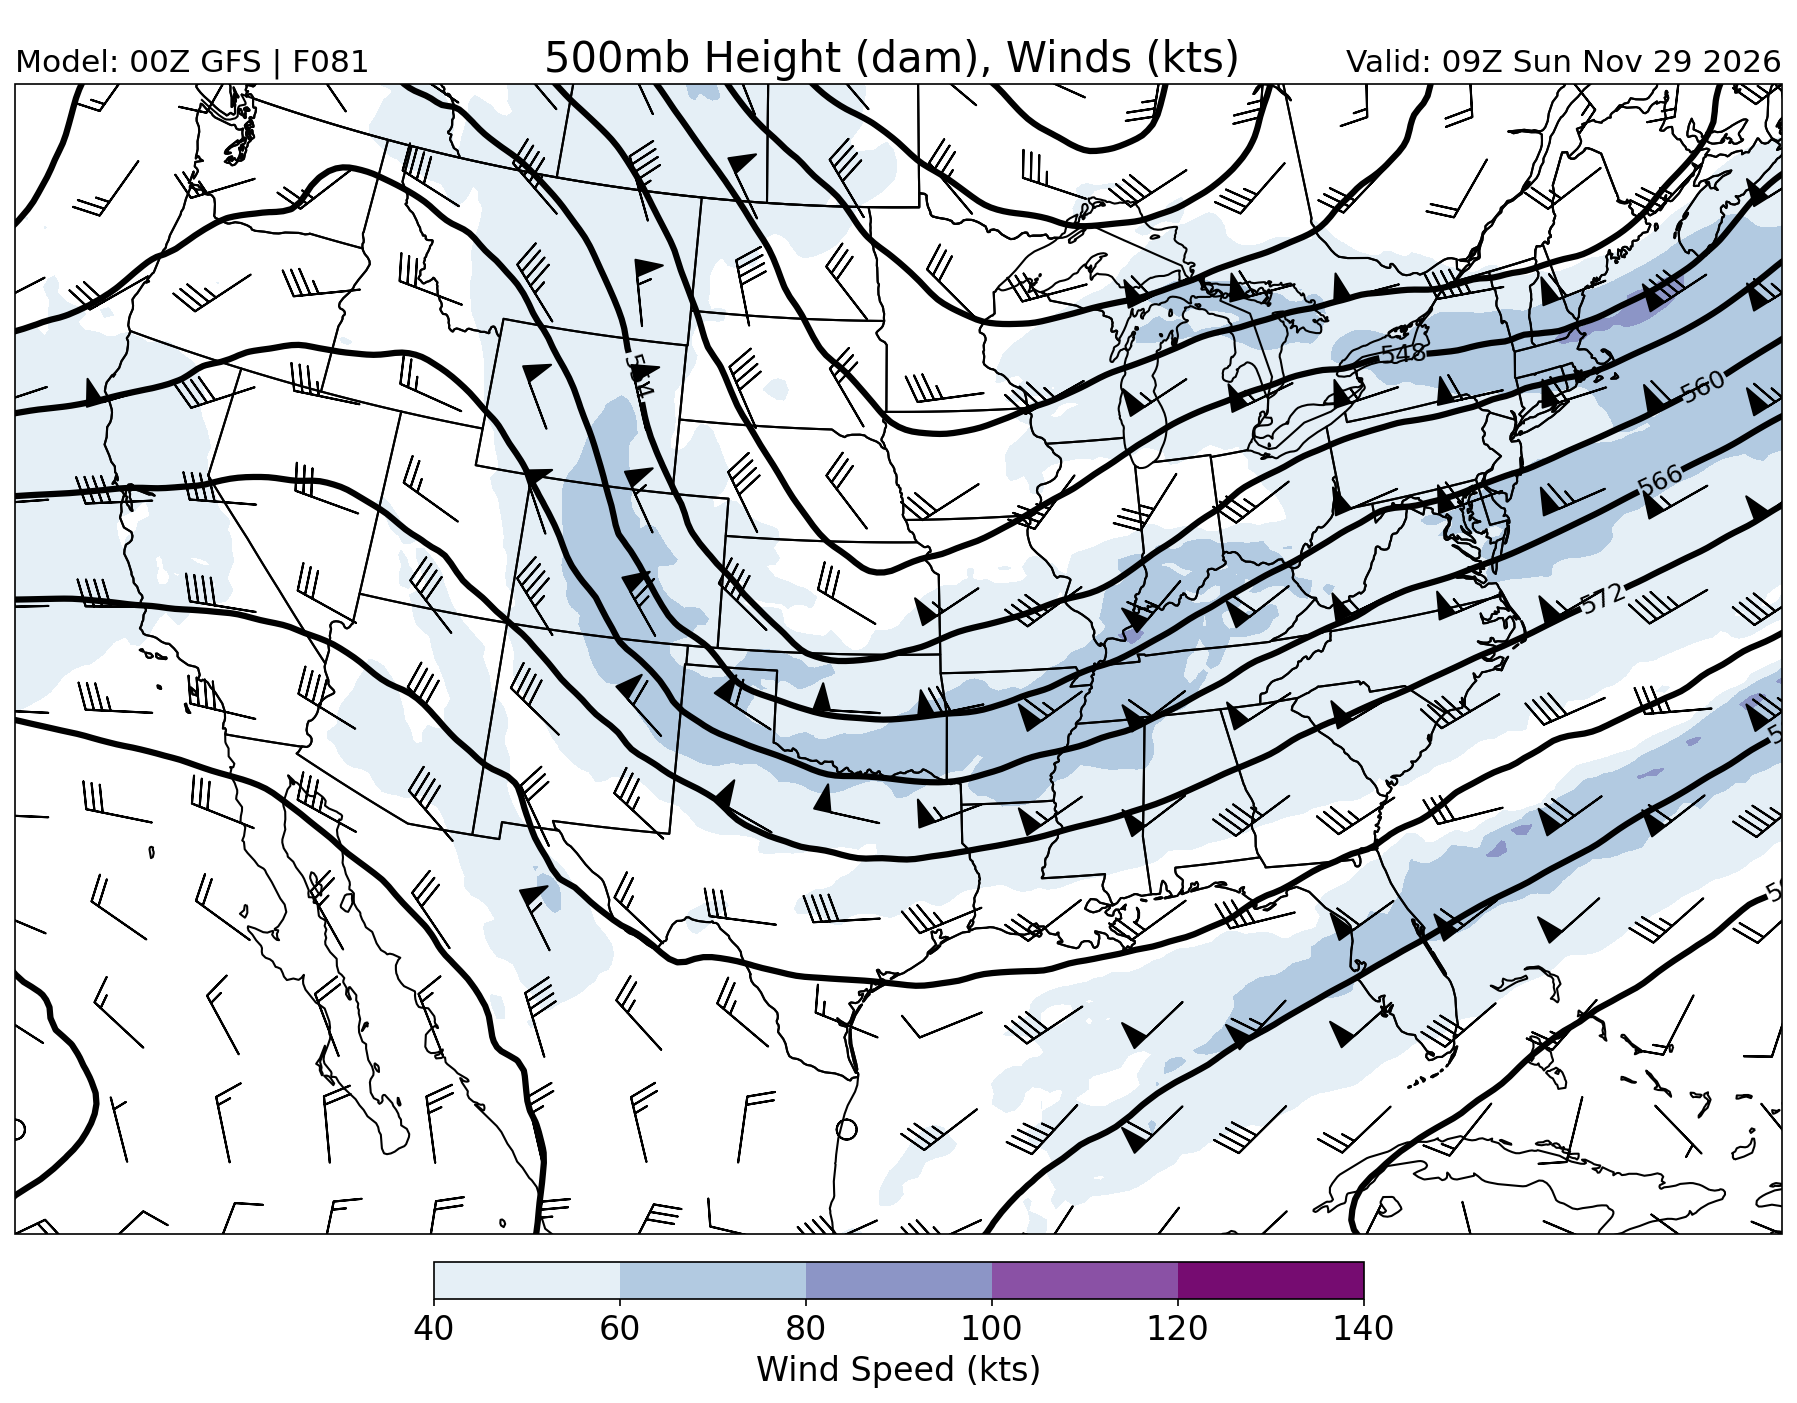 Model: 00Z GFS | F081
500mb Height (dam), Winds (kts)
Valid: 09Z Sun Nov 29 2026
548
560
566
572
40 60 80 100 120 140
Wind Speed (kts)